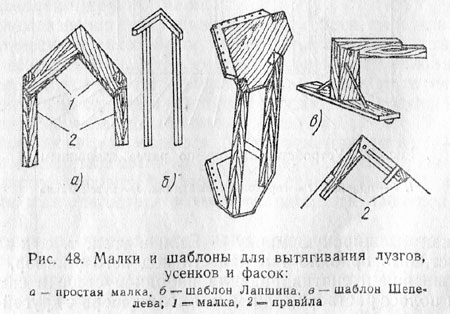 1
2
а)
б)
в)
2
Рис. 48. Малки и шаблоны для вытягивания лузгов,
усенков и фасок:
а — простая малка, б — шаблон Лапшина, в — шаблон Шепе-
лева; 1 — малка, 2 — правила